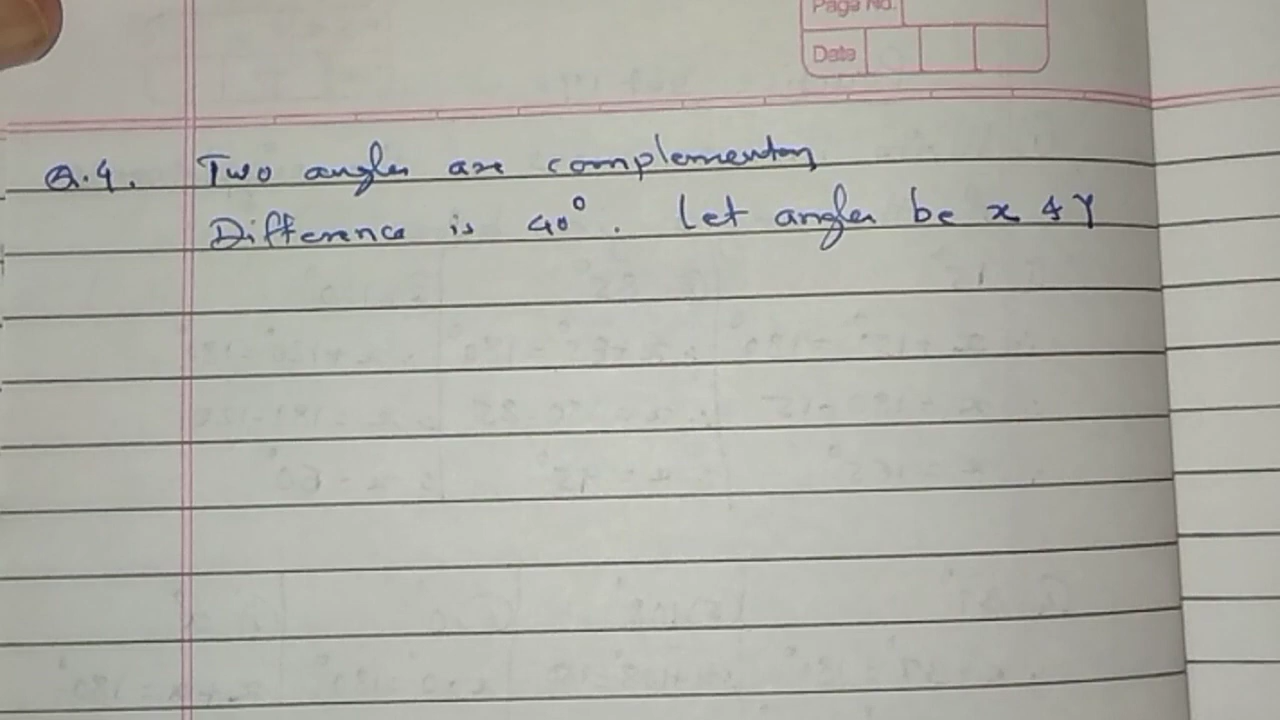 Page No.
Date
Q.4. Two angles are complementary
Difference is 40°. Let angles be x & Y